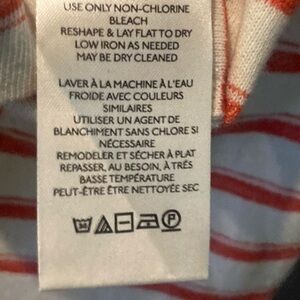 USE ONLY NON-CHLORINE
BLEACH
RESHAPE & LAY FLAT TO DRY
LOW IRON AS NEEDED
MAY BE DRY CLEANED
LAVER À LA MACHINE À L'EAU
FROIDE AVEC COULEURS
SIMILAIRES
UTILISER UN AGENT DE
BLANCHIMENT SANS CHLORE SI
NÉCESSAIRE
REMODELER ET SÉCHER À PLAT
REPASSER, AU BESOIN, À TRÉS
BASSE TEMPÉRATURE
PEUT-ÊTRE ÊTRE NETTOYÉE SEC
P